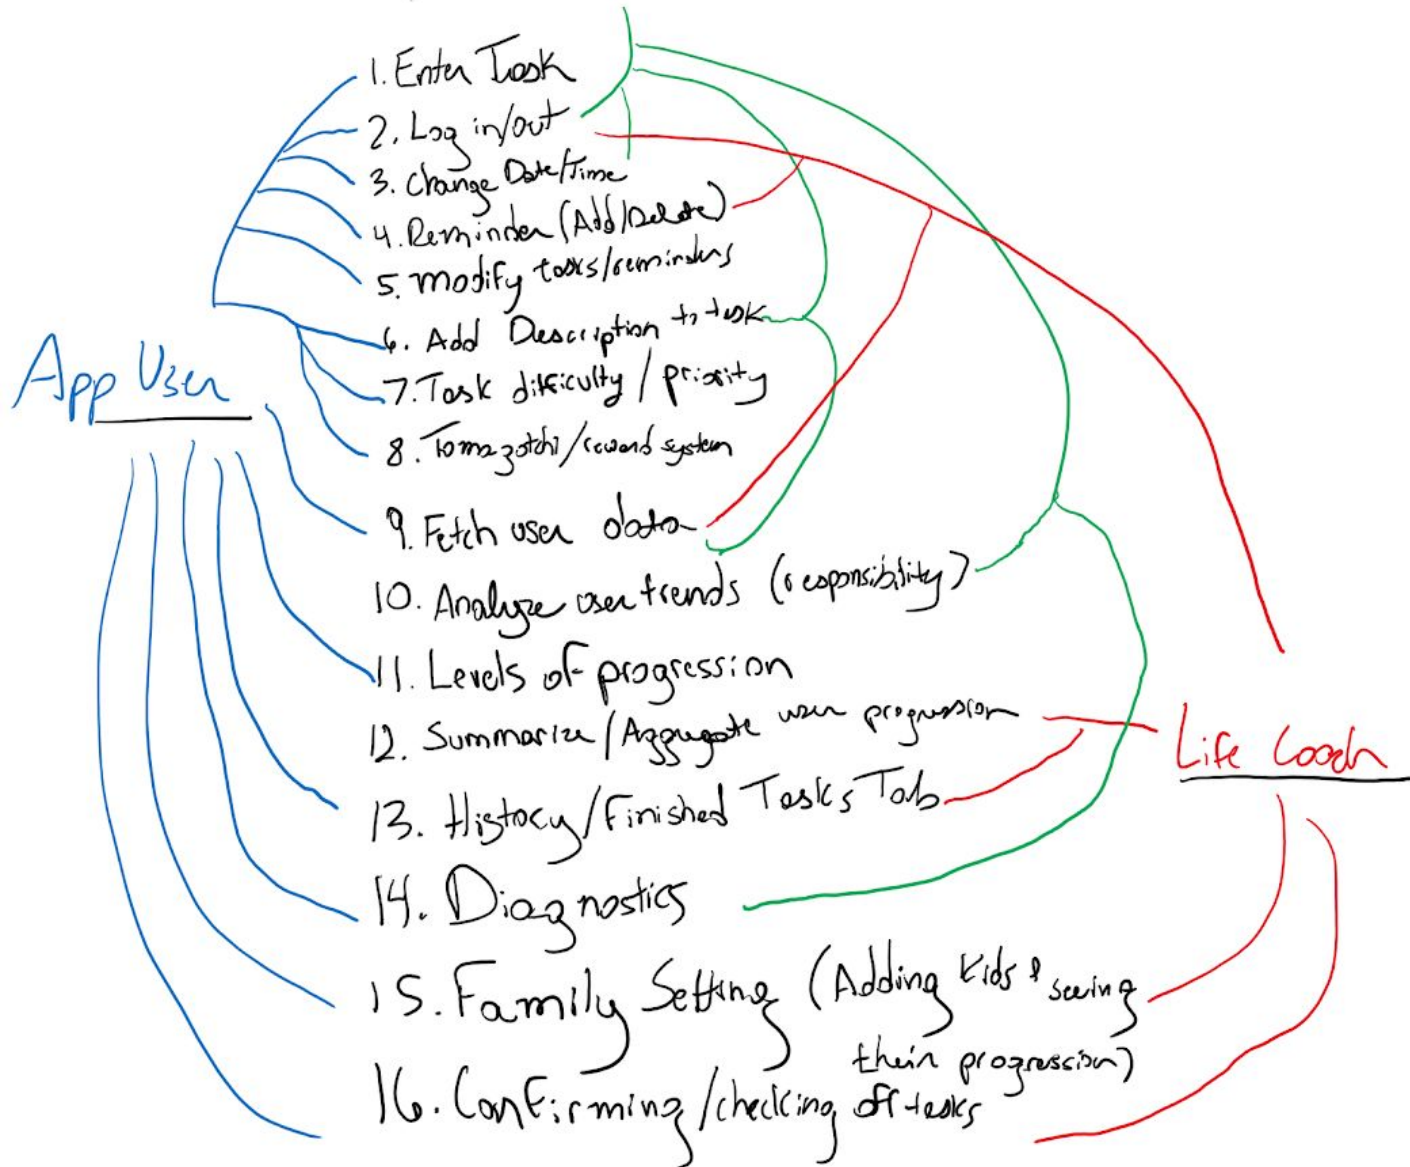 1. Enter Task
2. Log in/out
3. Change Date/Time
4. Reminder (Add/Delete)
5. Modify tasks/reminders
6. Add Description to task
App User
7. Task difficulty / priority
8. Tomagotchi/reward system
9. Fetch user data
10. Analyze user trends (responsibility)
11. Levels of progression
12. Summarize/Aggregate user progression
Life Coach
13. History/Finished Tasks Tab
14. Diagnostics
15. Family Setting (Adding kids & seeing
their progression)
16. Confirming/checking off tasks